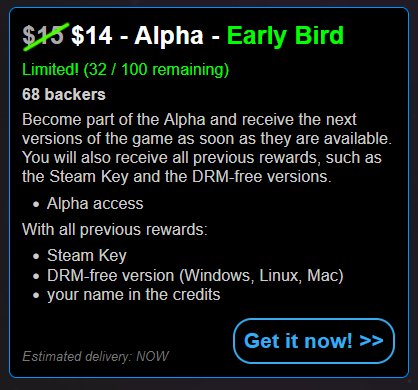 $15 $14 - Alpha - Early Bird
Limited! (32 / 100 remaining)
68 backers
Become part of the Alpha and receive the next
versions of the game as soon as they are available.
You will also receive all previous rewards, such as
the Steam Key and the DRM-free versions.
• Alpha access
With all previous rewards:
• Steam Key
• DRM-free version (Windows, Linux, Mac)
• your name in the credits
Get it now! >>
Estimated delivery: NOW